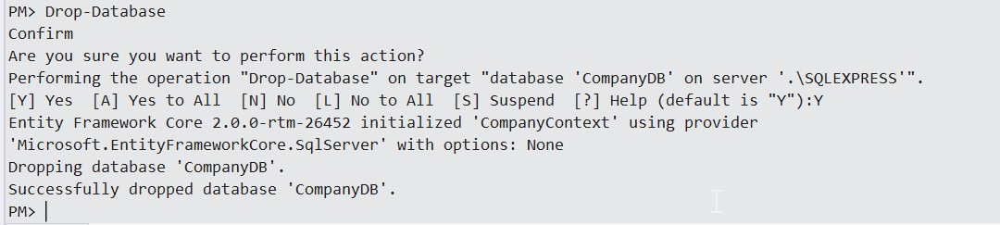 PM> Drop-Database
Confirm
Are you sure you want to perform this action?
Performing the operation "Drop-Database" on target "database 'CompanyDB' on server '.\SQLEXPRESS'".
[Y] Yes  [A] Yes to All  [N] No  [L] No to All  [S] Suspend  [?] Help (default is "Y"):Y
Entity Framework Core 2.0.0-rtm-26452 initialized 'CompanyContext' using provider
'Microsoft.EntityFrameworkCore.SqlServer' with options: None
Dropping database 'CompanyDB'.
Successfully dropped database 'CompanyDB'.
PM>